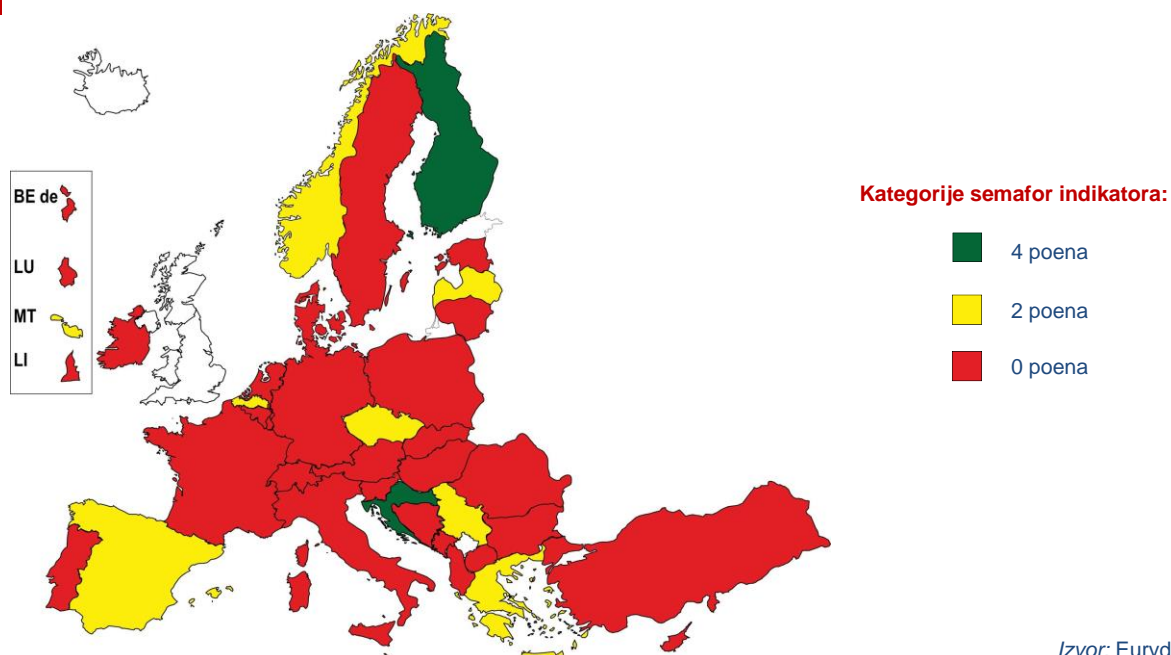 BE de
LU
MT
LI
Kategorije semafor indikatora:
4 poena
2 poena
0 poena
Izvor: Euryd